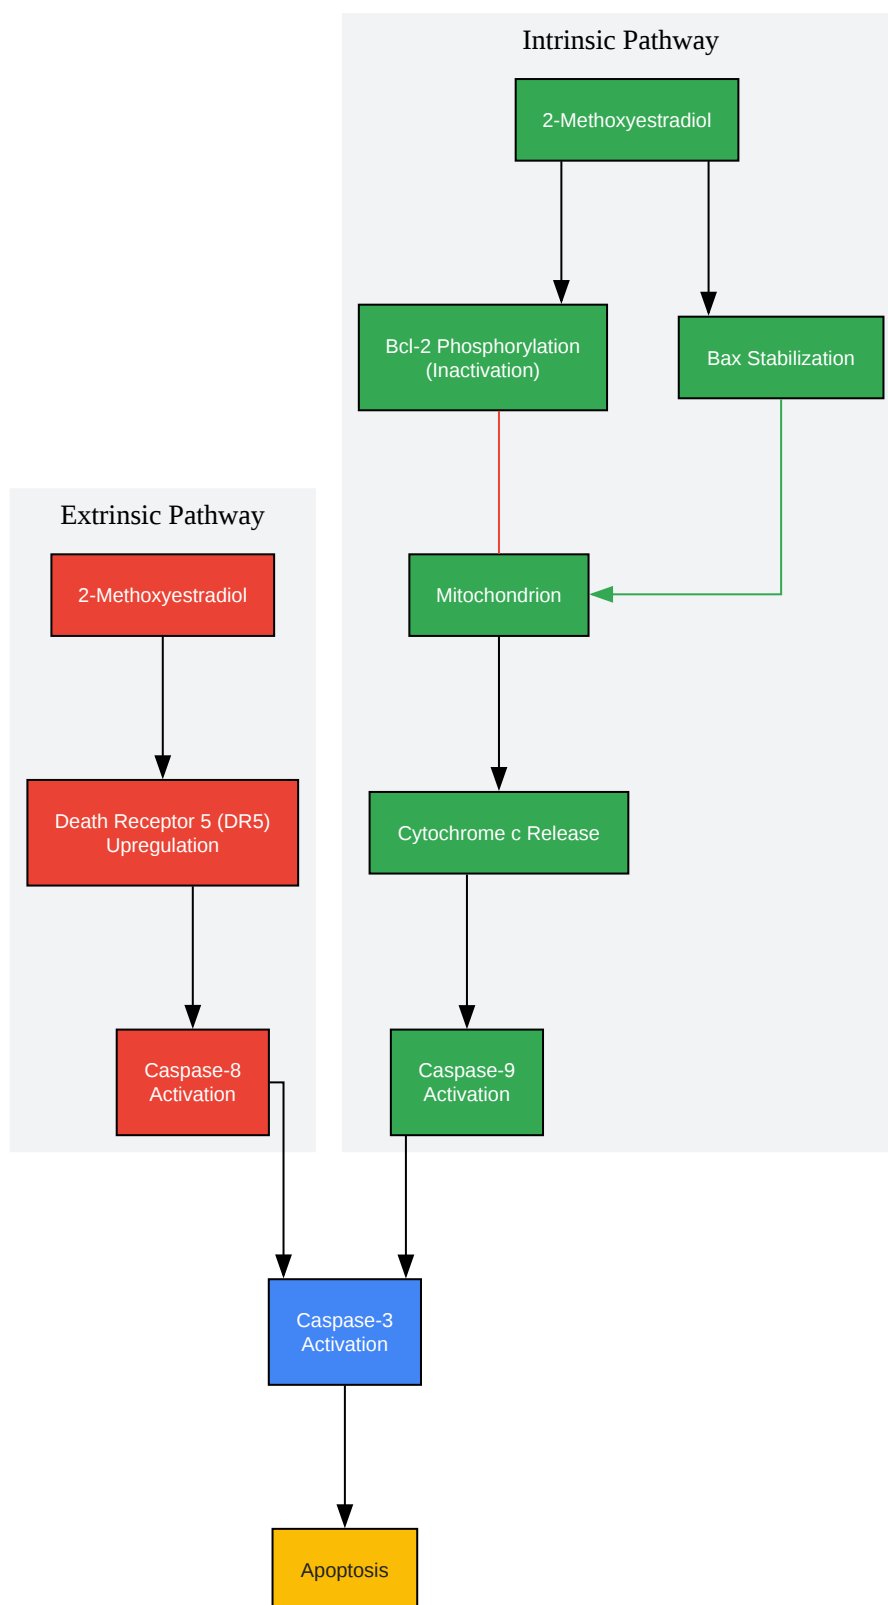 Intrinsic Pathway
2-Methoxyestradiol
Bcl-2 Phosphorylation
(Inactivation)
Bax Stabilization
Extrinsic Pathway
2-Methoxyestradiol
Mitochondrion
Death Receptor 5 (DR5)
Upregulation
Cytochrome c Release
Caspase-8
Activation
Caspase-9
Activation
Caspase-3
Activation
Apoptosis